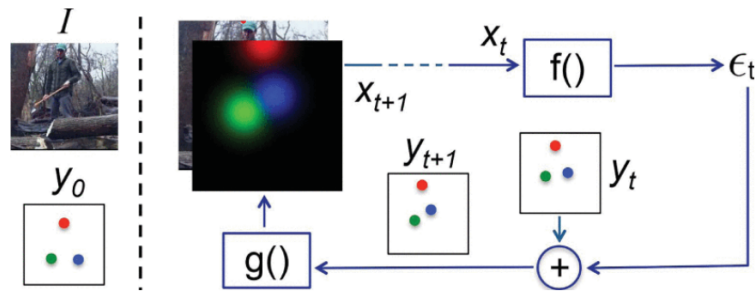 I
y₀
xₜ
f()
ϵₜ
xₜ₊₁
yₜ₊₁
yₜ
g()
+